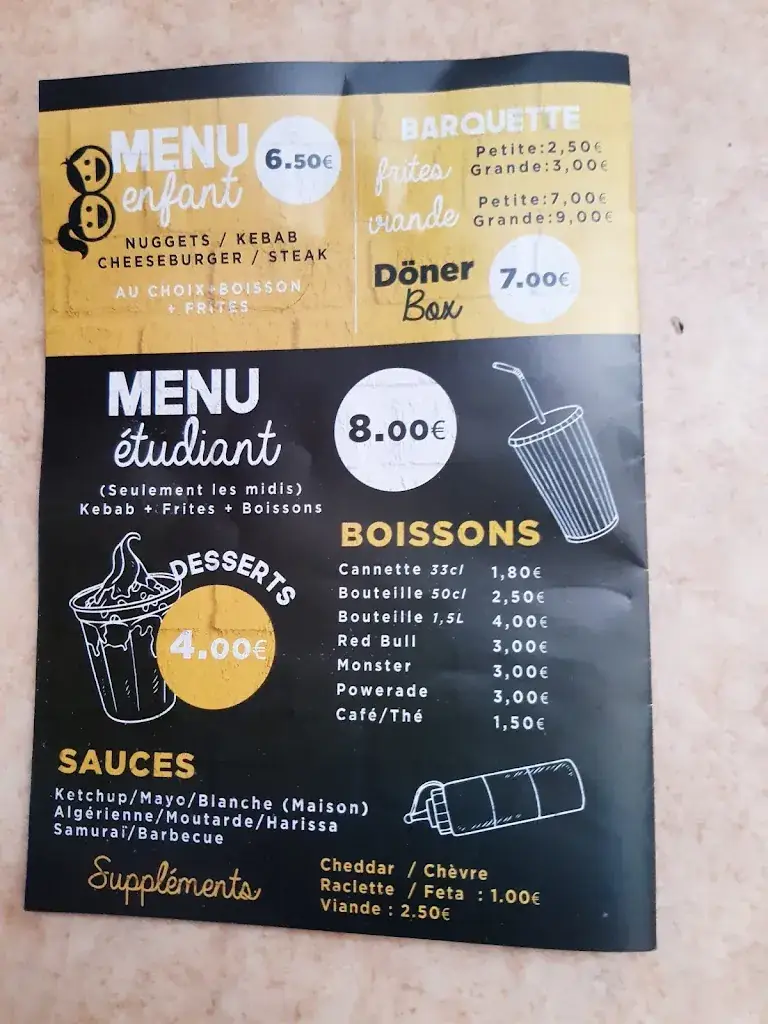 MENU
enfant
6.50€
NUGGETS / KEBAB
CHEESEBURGER / STEAK
AU CHOIX+BOISSON
+ FRITES
BARQUETTE
frites
Petite:2,50€
Grande:3,00€
viande
Petite:7,00€
Grande:9,00€
Döner
Box
7.00€
MENU
étudiant
8.00€
(Seulement les midis)
Kebab + Frites + Boissons
DESSERTS
4.00€
BOISSONS
Cannette 33cl 1,80€
Bouteille 50cl 2,50€
Bouteille 1,5L 4,00€
Red Bull 3,00€
Monster 3,00€
Powerade 3,00€
Café/Thé 1,50€
SAUCES
Ketchup/Mayo/Blanche (Maison)
Algérienne/Moutarde/Harissa
Samuraï/Barbecue
Suppléments
Cheddar / Chèvre
Raclette / Feta : 1.00€
Viande : 2.50€